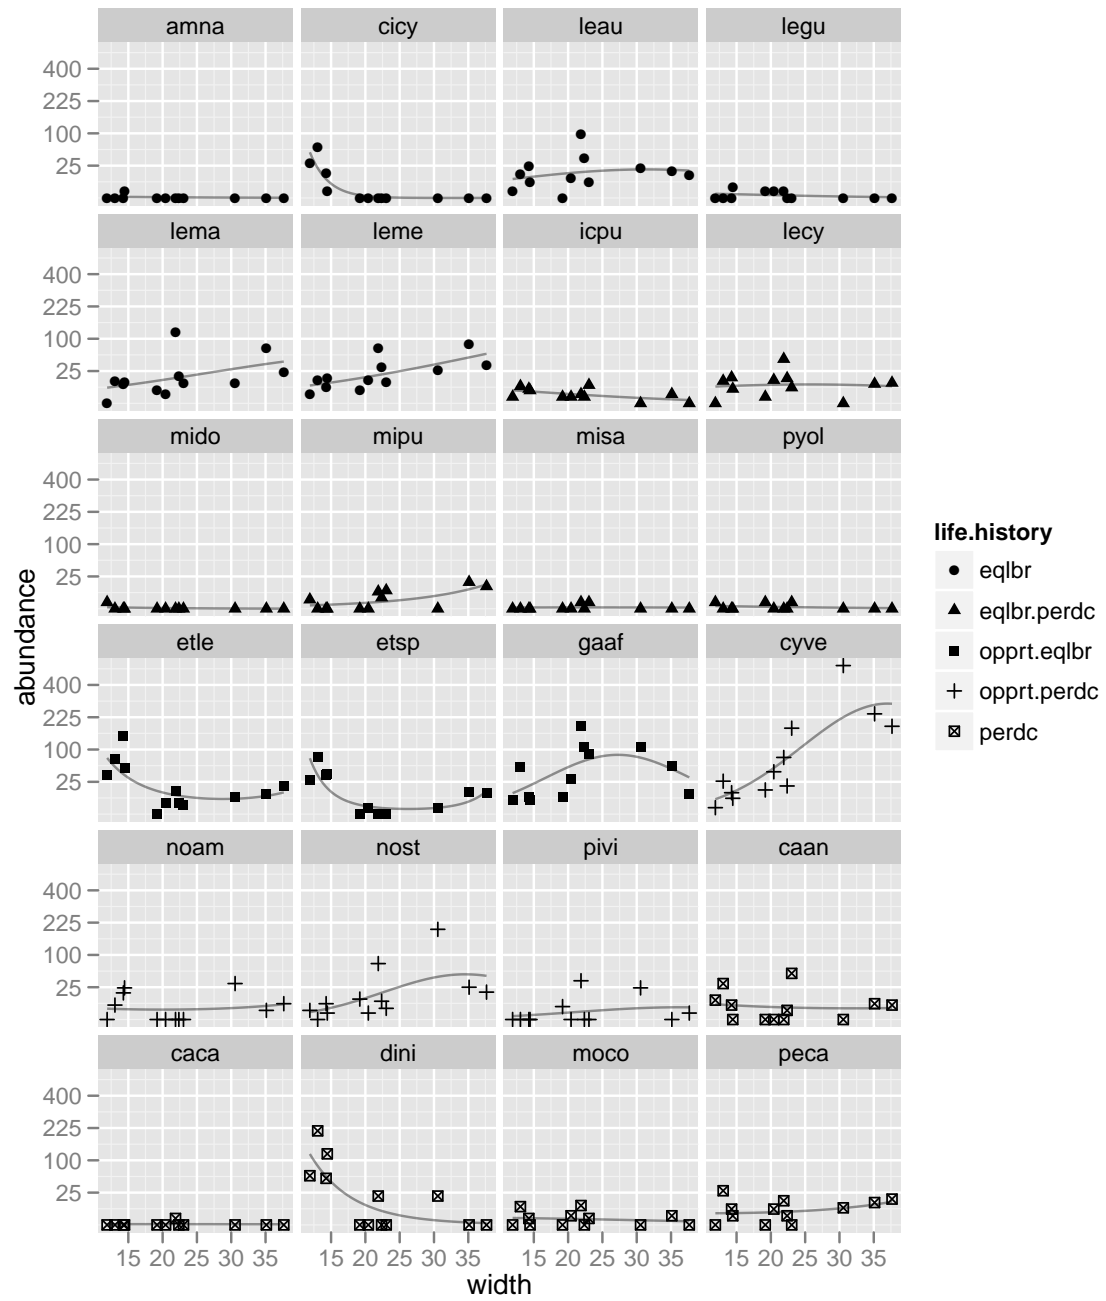 amna cicy leau legu
400
225
100
25
lema leme icpu lecy
400
225
100
25
mido mipu misa pyol
400
225
100
25
etle etsp gaaf cyve
400
225
100
25
noam nost pivi caan
400
225
100
25
caca dini moco peca
400
225
100
25
15 20 25 30 35 15 20 25 30 35 15 20 25 30 35 15 20 25 30 35
width
abundance
life.history
eqlbr
eqlbr.perdc
opprt.eqlbr
opprt.perdc
perdc